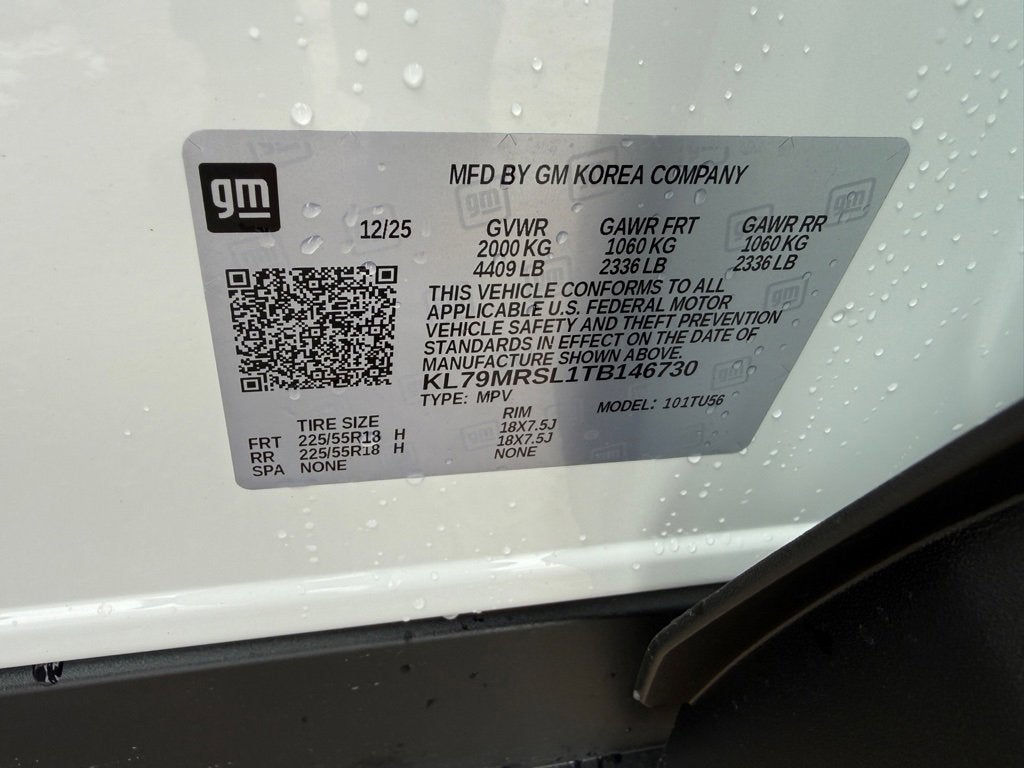 gm
MFD BY GM KOREA COMPANY
12/25
GVWR GAWR FRT GAWR RR
2000 KG 1060 KG 1060 KG
4409 LB 2336 LB 2336 LB
THIS VEHICLE CONFORMS TO ALL
APPLICABLE U.S. FEDERAL MOTOR
VEHICLE SAFETY AND THEFT PREVENTION
STANDARDS IN EFFECT ON THE DATE OF
MANUFACTURE SHOWN ABOVE.
KL79MRSL1TB146730
TYPE: MPV MODEL: 101TU56
TIRE SIZE RIM
FRT 225/55R18 H 18X7.5J
RR 225/55R18 H 18X7.5J
SPA NONE NONE